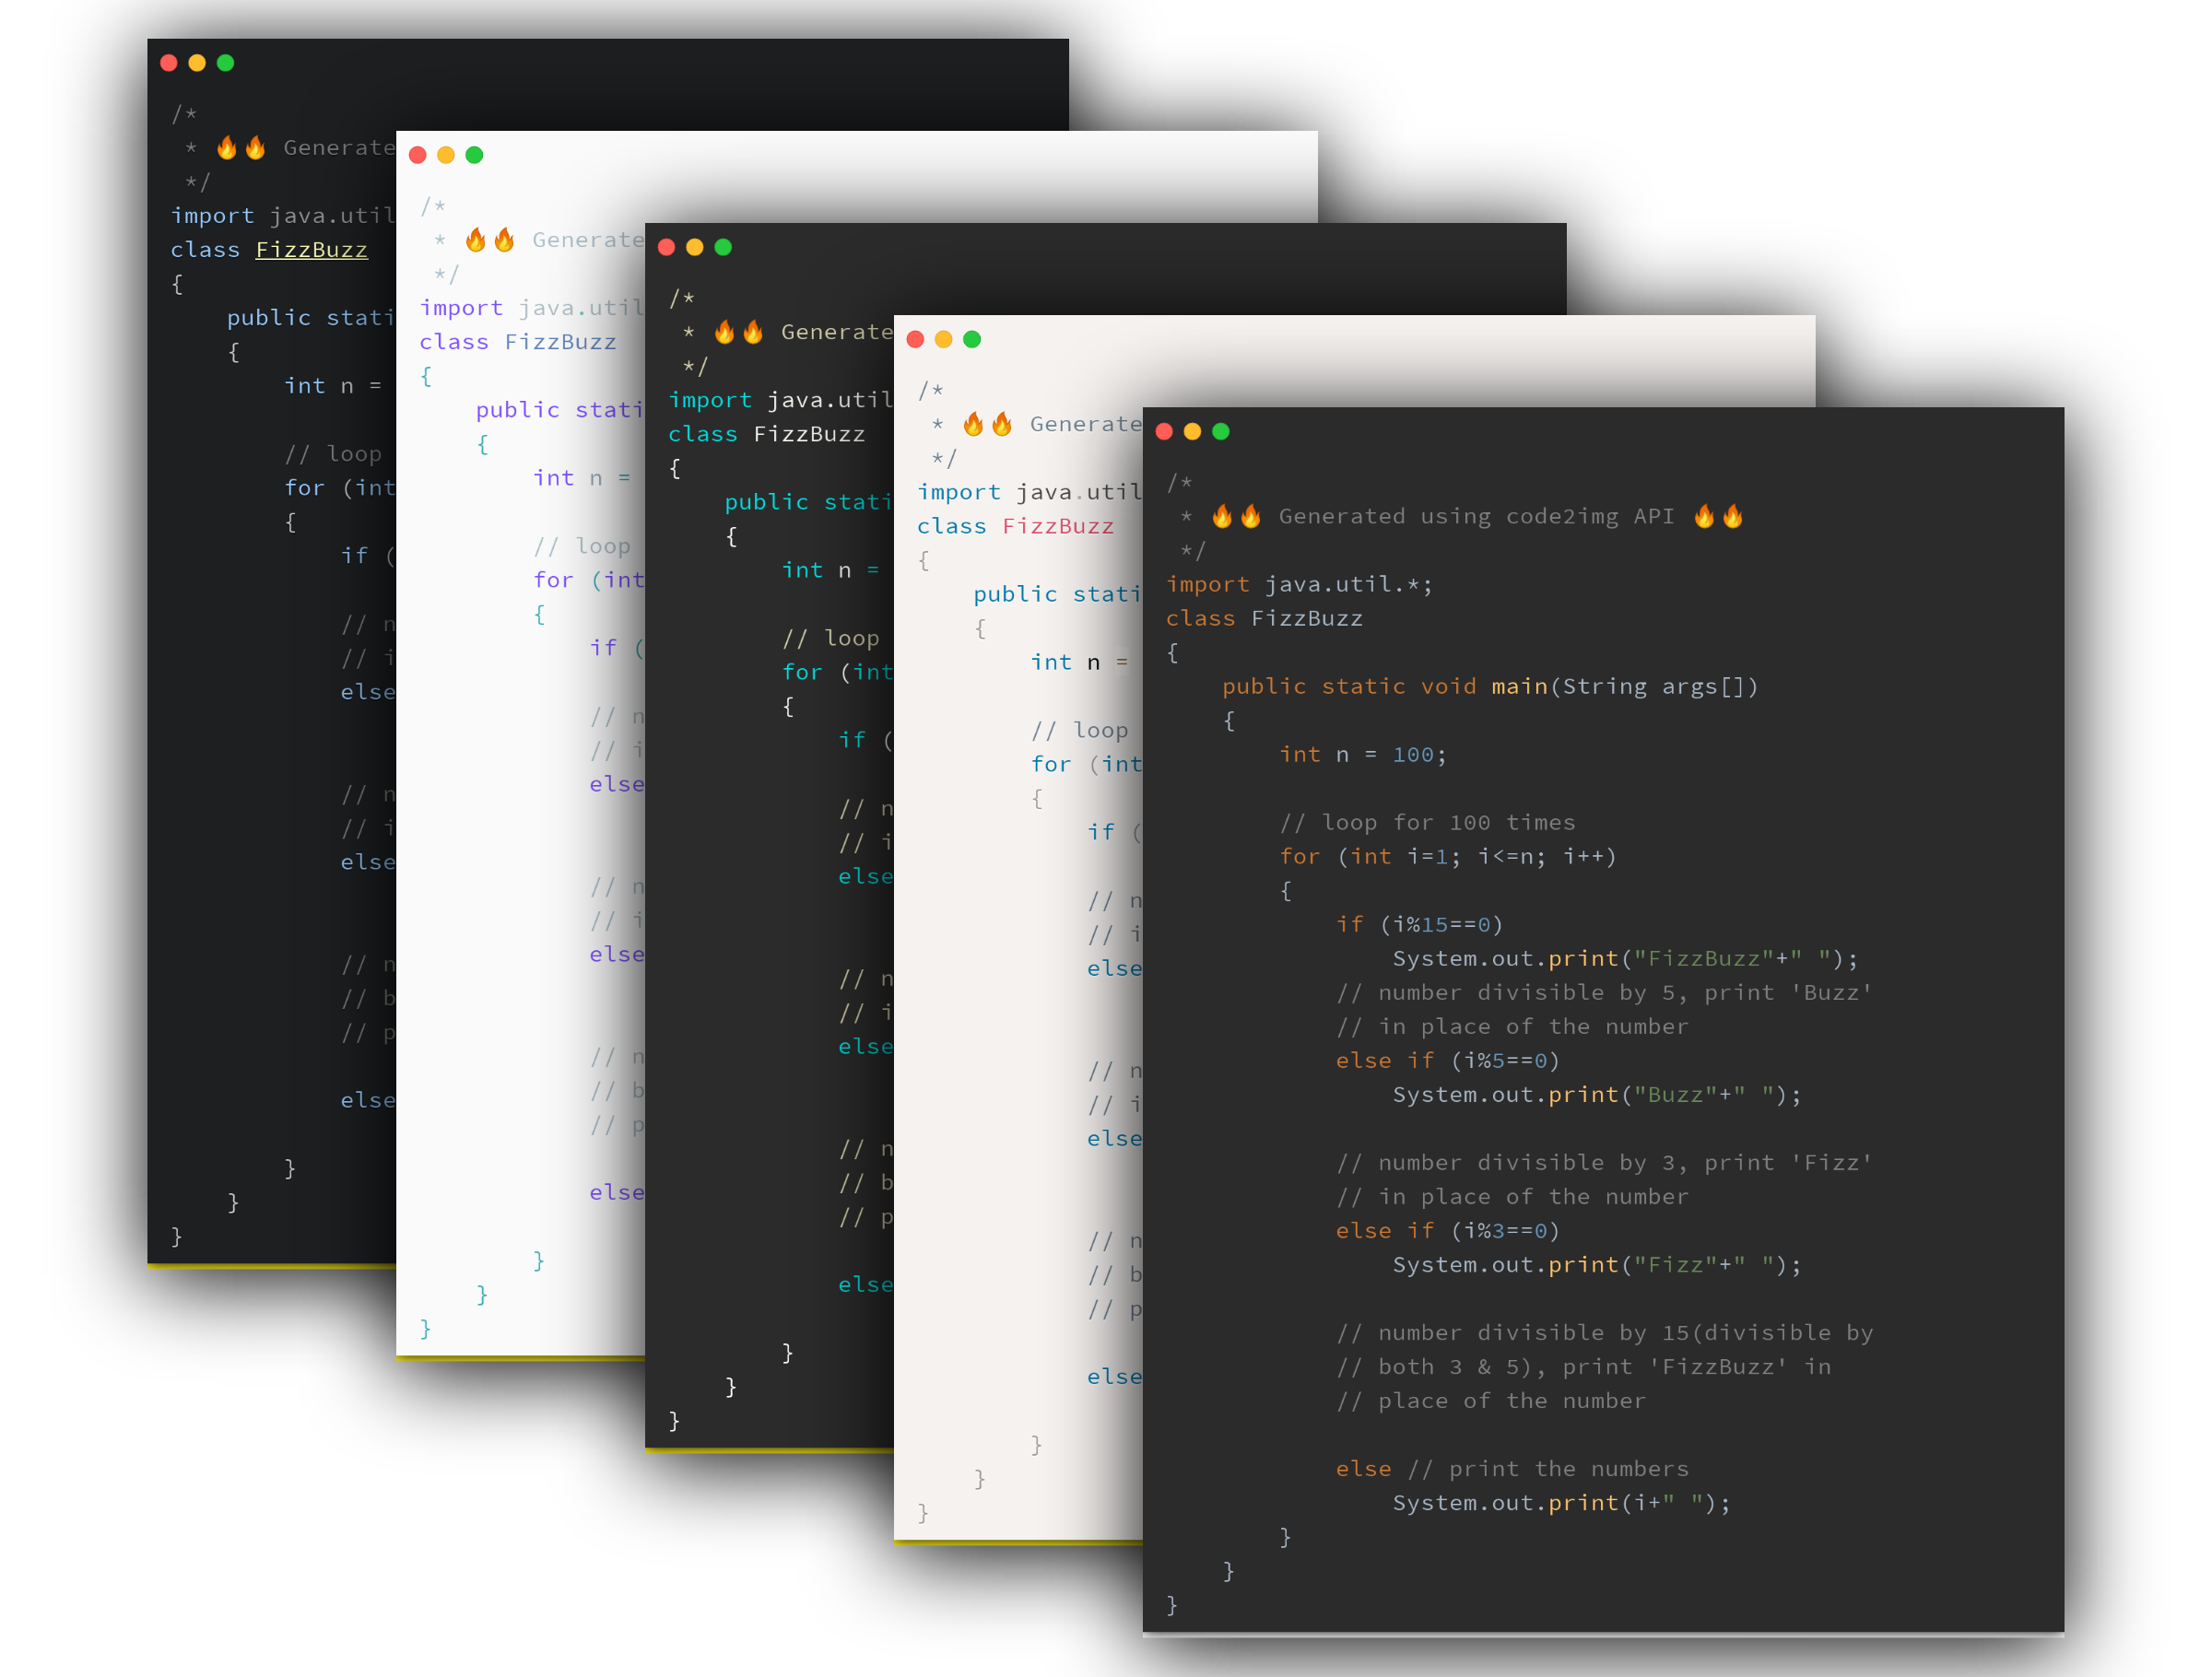 /*
 * 🔥🔥 Generate
 */
import java.util
class FizzBuzz
{
    public stati
    {
        int n =

        // loop
        for (int
        {
            if (

            // n
            // i
            else

            // n
            // i
            else

            // n
            // b
            // p

            else

        }
    }
}
/*
 * 🔥🔥 Generate
 */
import java.util
class FizzBuzz
{
    public stati
    {
        int n =

        // loop
        for (int
        {
            if (

            // n
            // i
            else

            // n
            // i
            else

            // n
            // b
            // p

            else

        }
    }
}
/*
 * 🔥🔥 Generate
 */
import java.util
class FizzBuzz
{
    public stati
    {
        int n =

        // loop
        for (int
        {
            if (

            // n
            // i
            else

            // n
            // i
            else

            // n
            // b
            // p

            else

        }
    }
}
/*
 * 🔥🔥 Generate
 */
import java.util
class FizzBuzz
{
    public stati
    {
        int n =

        // loop
        for (int
        {
            if (

            // n
            // i
            else

            // n
            // i
            else

            // n
            // b
            // p

            else

        }
    }
}
/*
 * 🔥🔥 Generated using code2img API 🔥🔥
 */
import java.util.*;
class FizzBuzz
{
    public static void main(String args[])
    {
        int n = 100;

        // loop for 100 times
        for (int i=1; i<=n; i++)
        {
            if (i%15==0)
                System.out.print("FizzBuzz"+" ");
            // number divisible by 5, print 'Buzz'
            // in place of the number
            else if (i%5==0)
                System.out.print("Buzz"+" ");

            // number divisible by 3, print 'Fizz'
            // in place of the number
            else if (i%3==0)
                System.out.print("Fizz"+" ");

            // number divisible by 15(divisible by
            // both 3 & 5), print 'FizzBuzz' in
            // place of the number

            else // print the numbers
                System.out.print(i+" ");
        }
    }
}